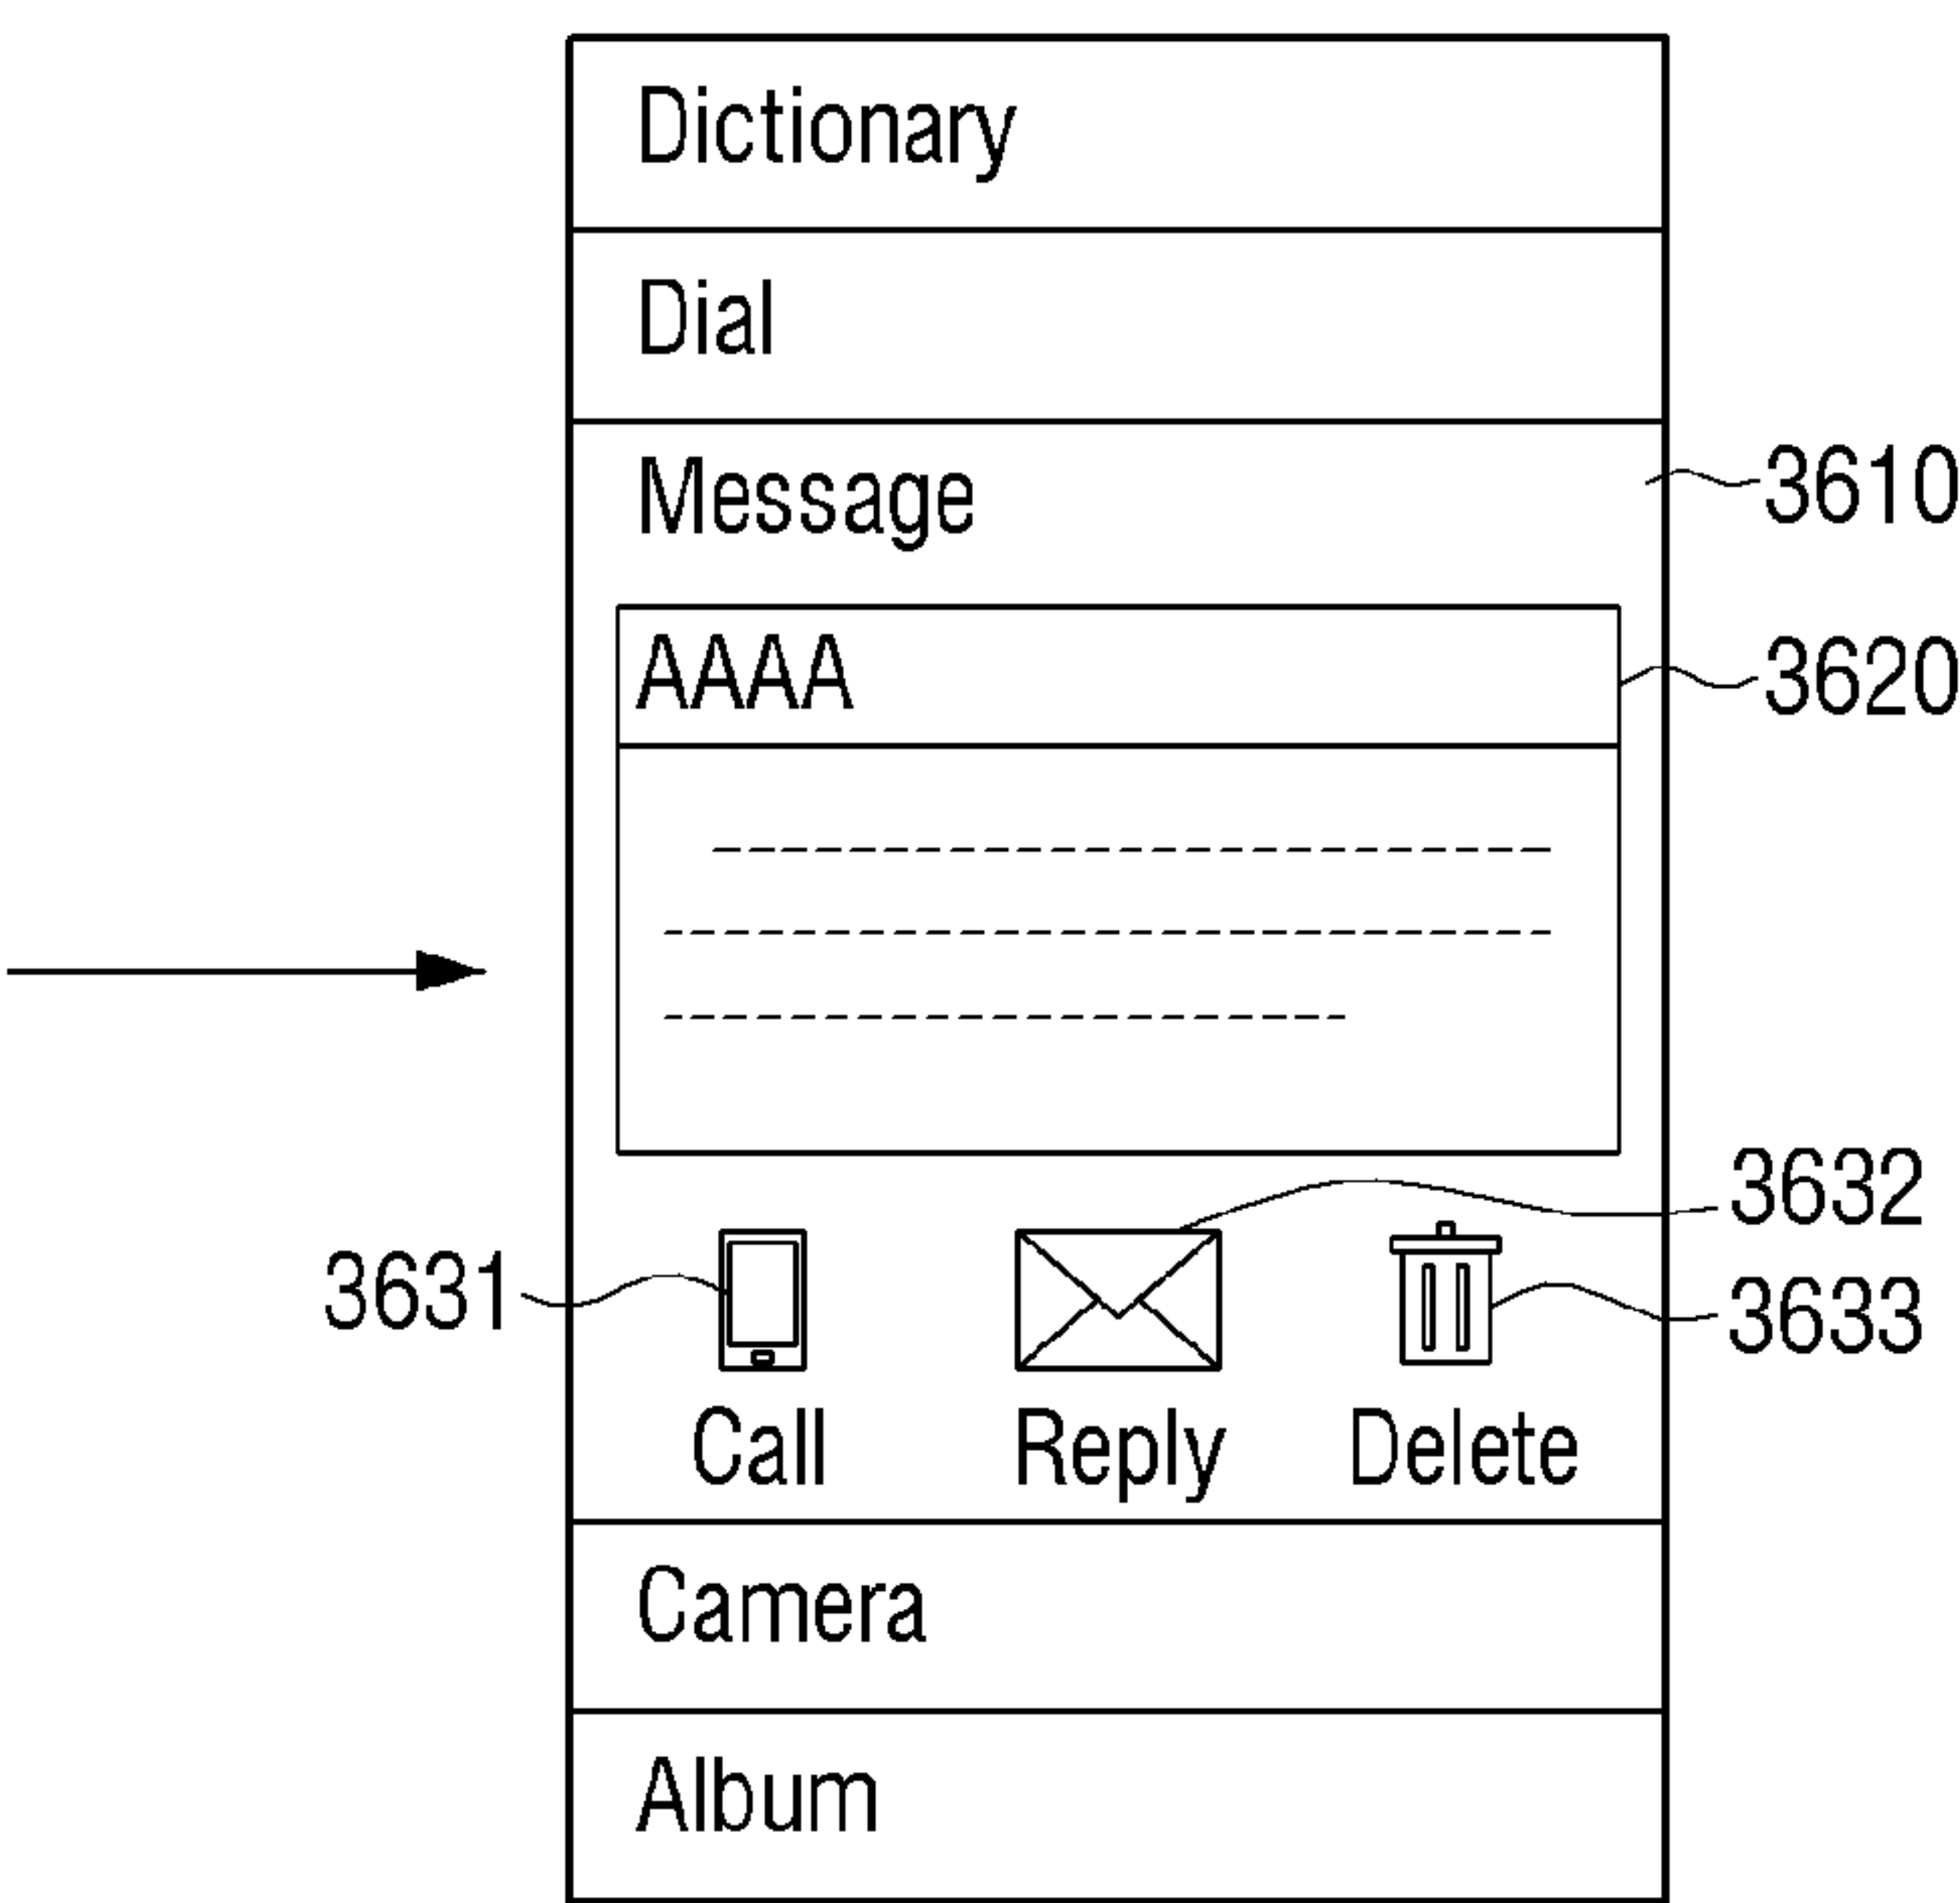 Dictionary
Dial
Message
3610
AAAA
3620
3632
3631
3633
Call Reply Delete
Camera
Album